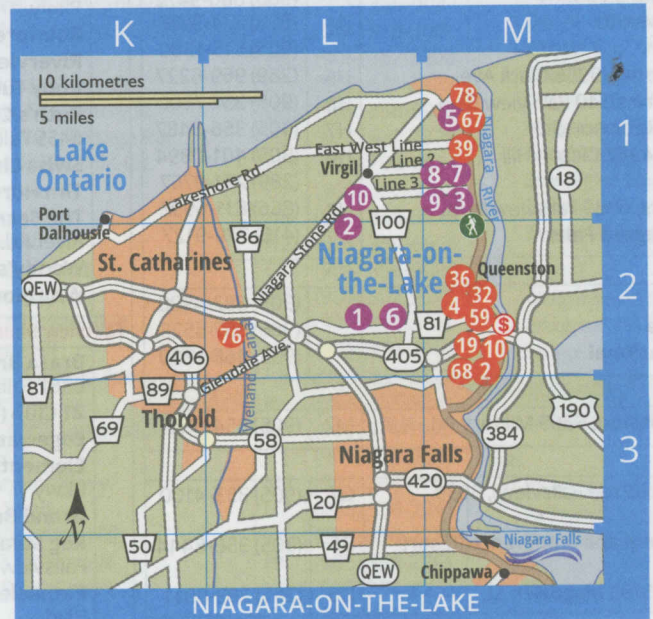 K L M
10 kilometres
5 miles
1
2
3
Lake
Ontario
Port
Dalhousie
Lakeshore Rd
East West Line
Line 2
Virgil
Line 3
Niagara River
78
5
67
39
8
7
9
3
10
2
100
18
86
Niagara Stone Rd
Niagara-on-
the-Lake
St. Catharines
QEW
Queenston
36
32
4
59
$
1
6
81
76
19
10
68
2
405
406
Glendale Ave.
Welland Canal
81
89
69
Thorold
58
190
384
Niagara Falls
420
20
49
50
N
QEW
Niagara Falls
Chippawa
NIAGARA-ON-THE-LAKE